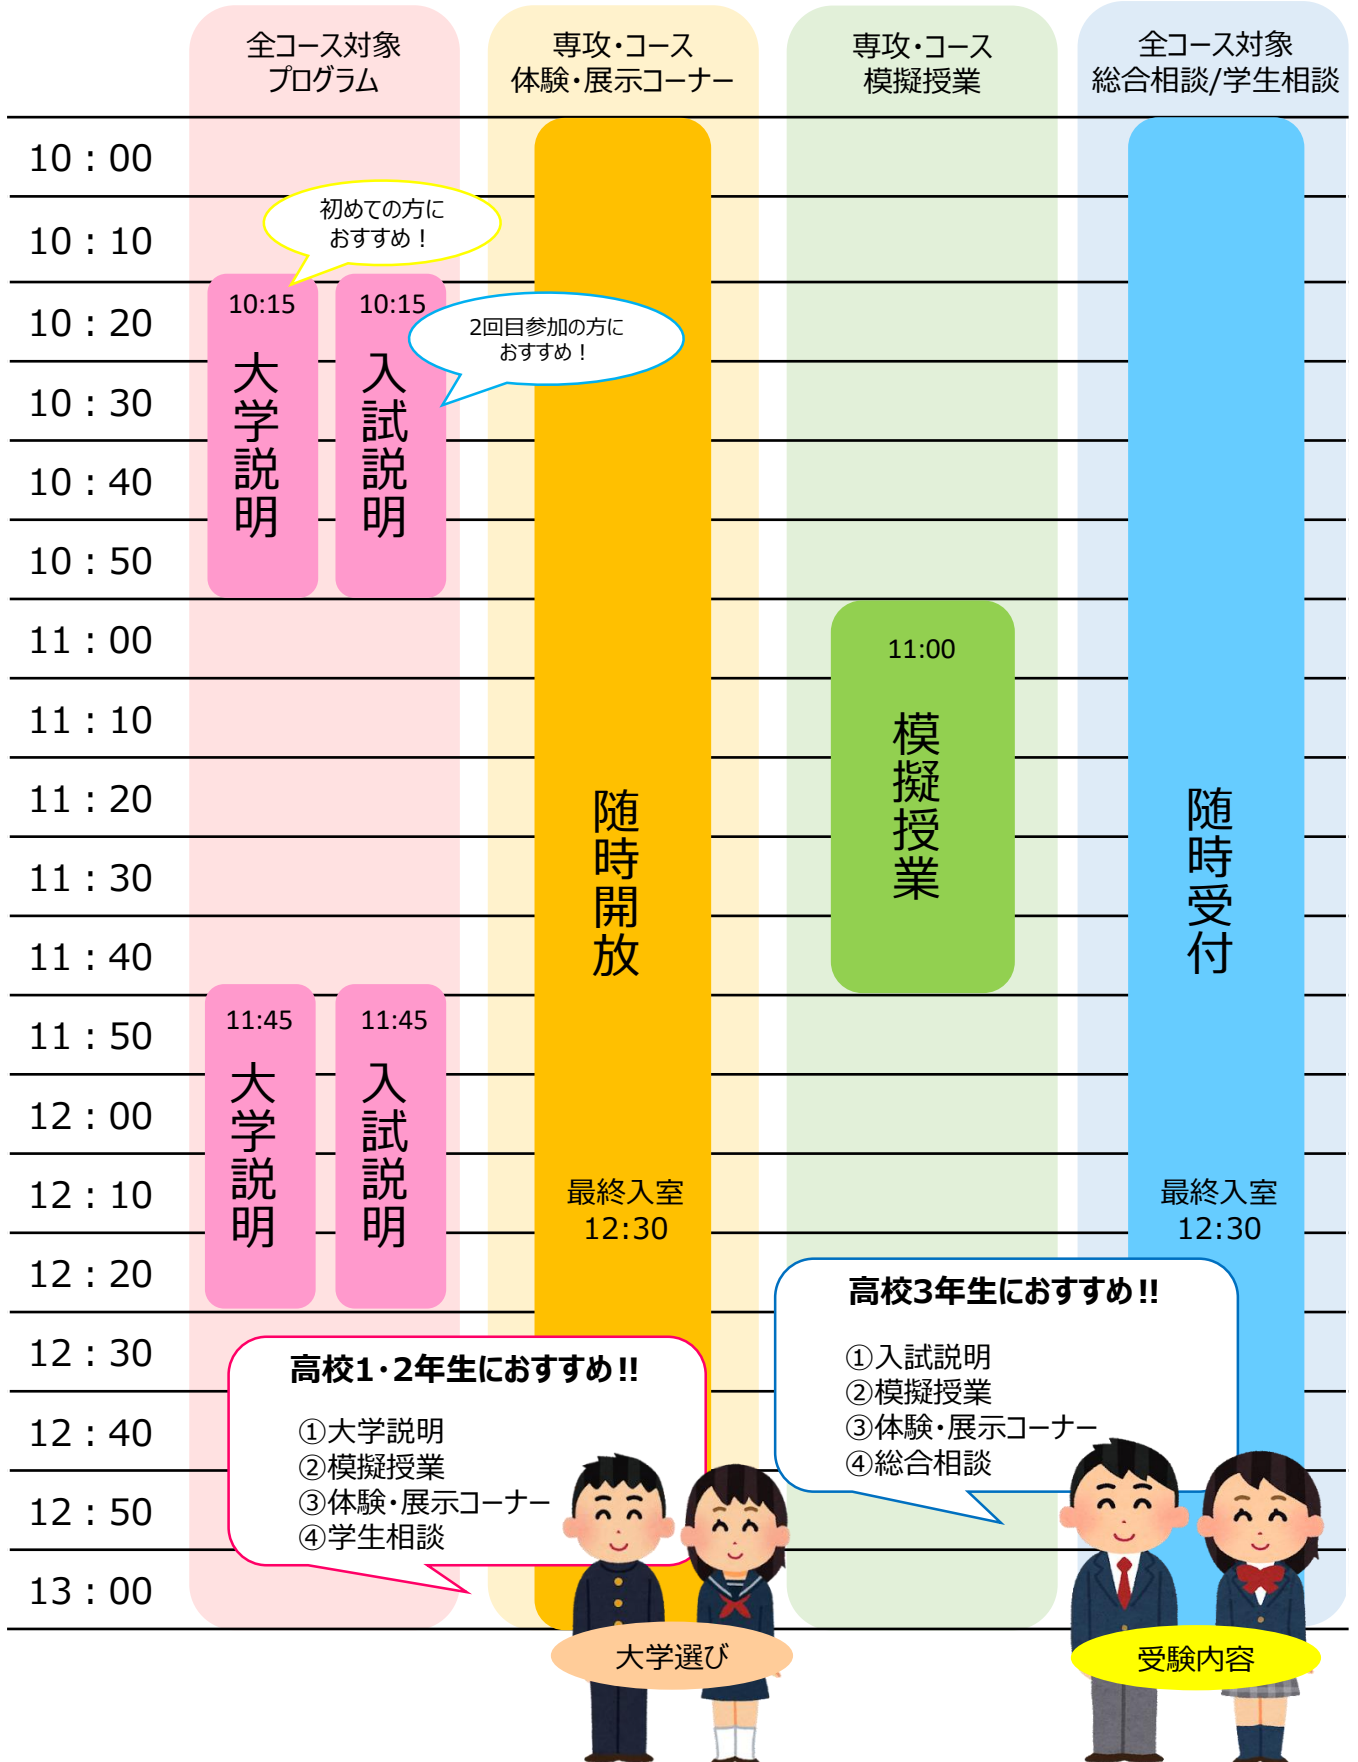 全コース対象
プログラム
専攻・コース
体験・展示コーナー
専攻・コース
模擬授業
全コース対象
総合相談/学生相談
10：00
10：10
10：20
10：30
10：40
10：50
11：00
11：10
11：20
11：30
11：40
11：50
12：00
12：10
12：20
12：30
12：40
12：50
13：00
初めての方に
おすすめ！
10:15
大学説明
10:15
入試説明
2回目参加の方に
おすすめ！
11:45
大学説明
11:45
入試説明
随時開放
最終入室
12:30
11:00
模擬授業
随時受付
最終入室
12:30
高校1・2年生におすすめ!!
①大学説明
②模擬授業
③体験・展示コーナー
④学生相談
大学選び
高校3年生におすすめ!!
①入試説明
②模擬授業
③体験・展示コーナー
④総合相談
受験内容